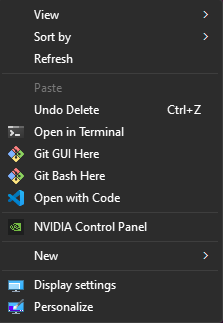 View
Sort by
Refresh
Paste
Undo Delete Ctrl+Z
Open in Terminal
Git GUI Here
Git Bash Here
Open with Code
NVIDIA Control Panel
New
Display settings
Personalize